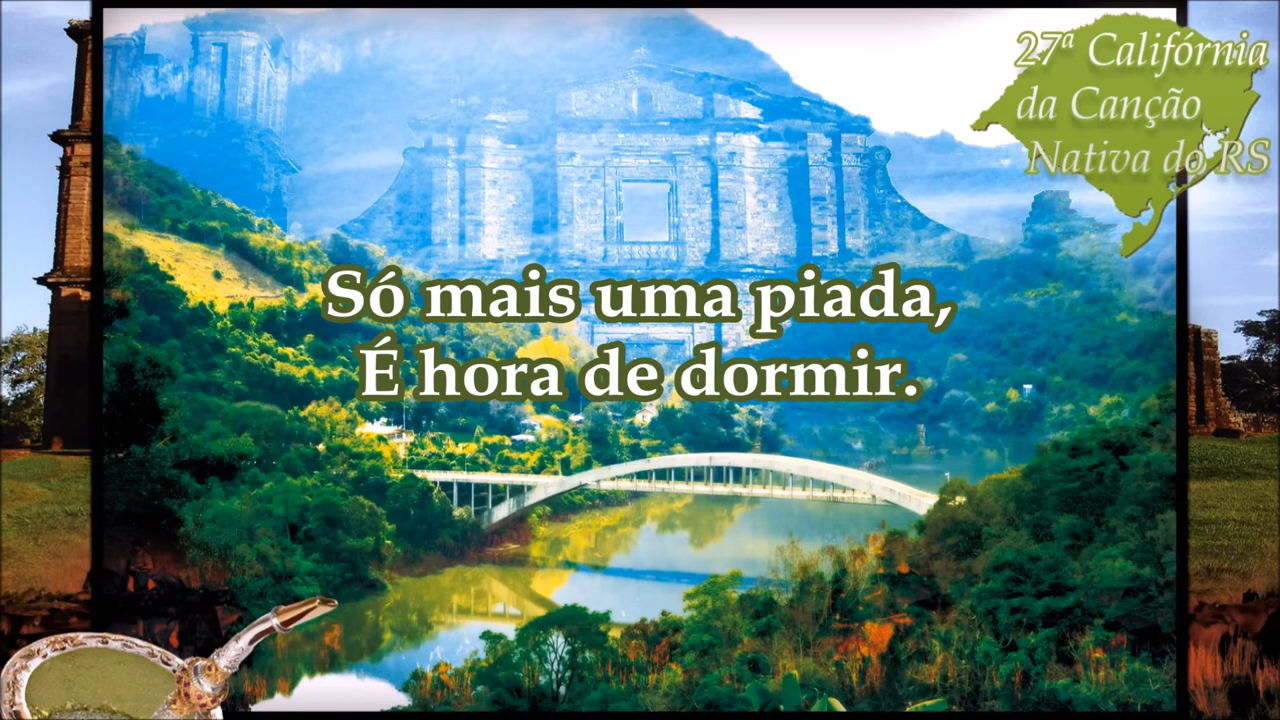 27ª Califórnia
da Canção
Nativa do RS
Só mais uma piada,
É hora de dormir.